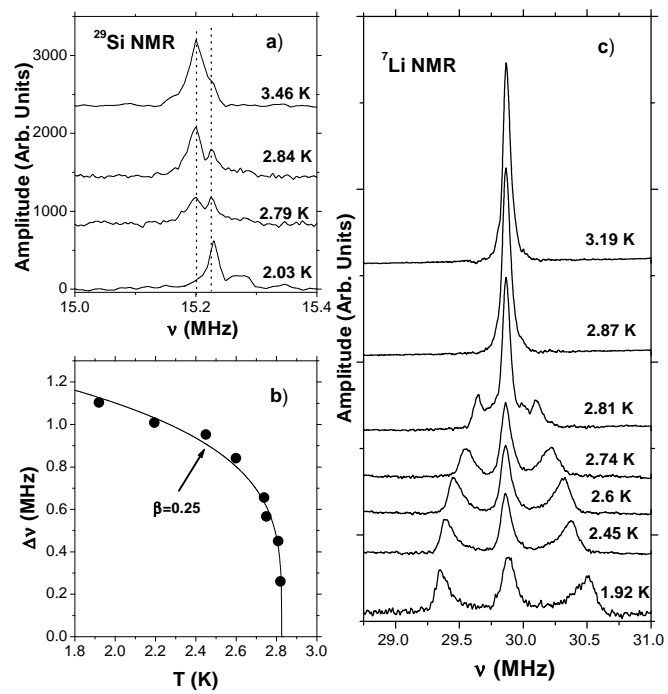 ²⁹Si NMR
a)
3.46 K
2.84 K
2.79 K
2.03 K
3000
2000
1000
0
Amplitude (Arb. Units)
15.0 15.2 15.4
ν (MHz)
b)
β=0.25
1.2
1.0
0.8
0.6
0.4
0.2
0.0
Δν (MHz)
1.8 2.0 2.2 2.4 2.6 2.8 3.0
T (K)
⁷Li NMR
c)
3.19 K
2.87 K
2.81 K
2.74 K
2.6 K
2.45 K
1.92 K
Amplitude (Arb. Units)
29.0 29.5 30.0 30.5 31.0
ν (MHz)